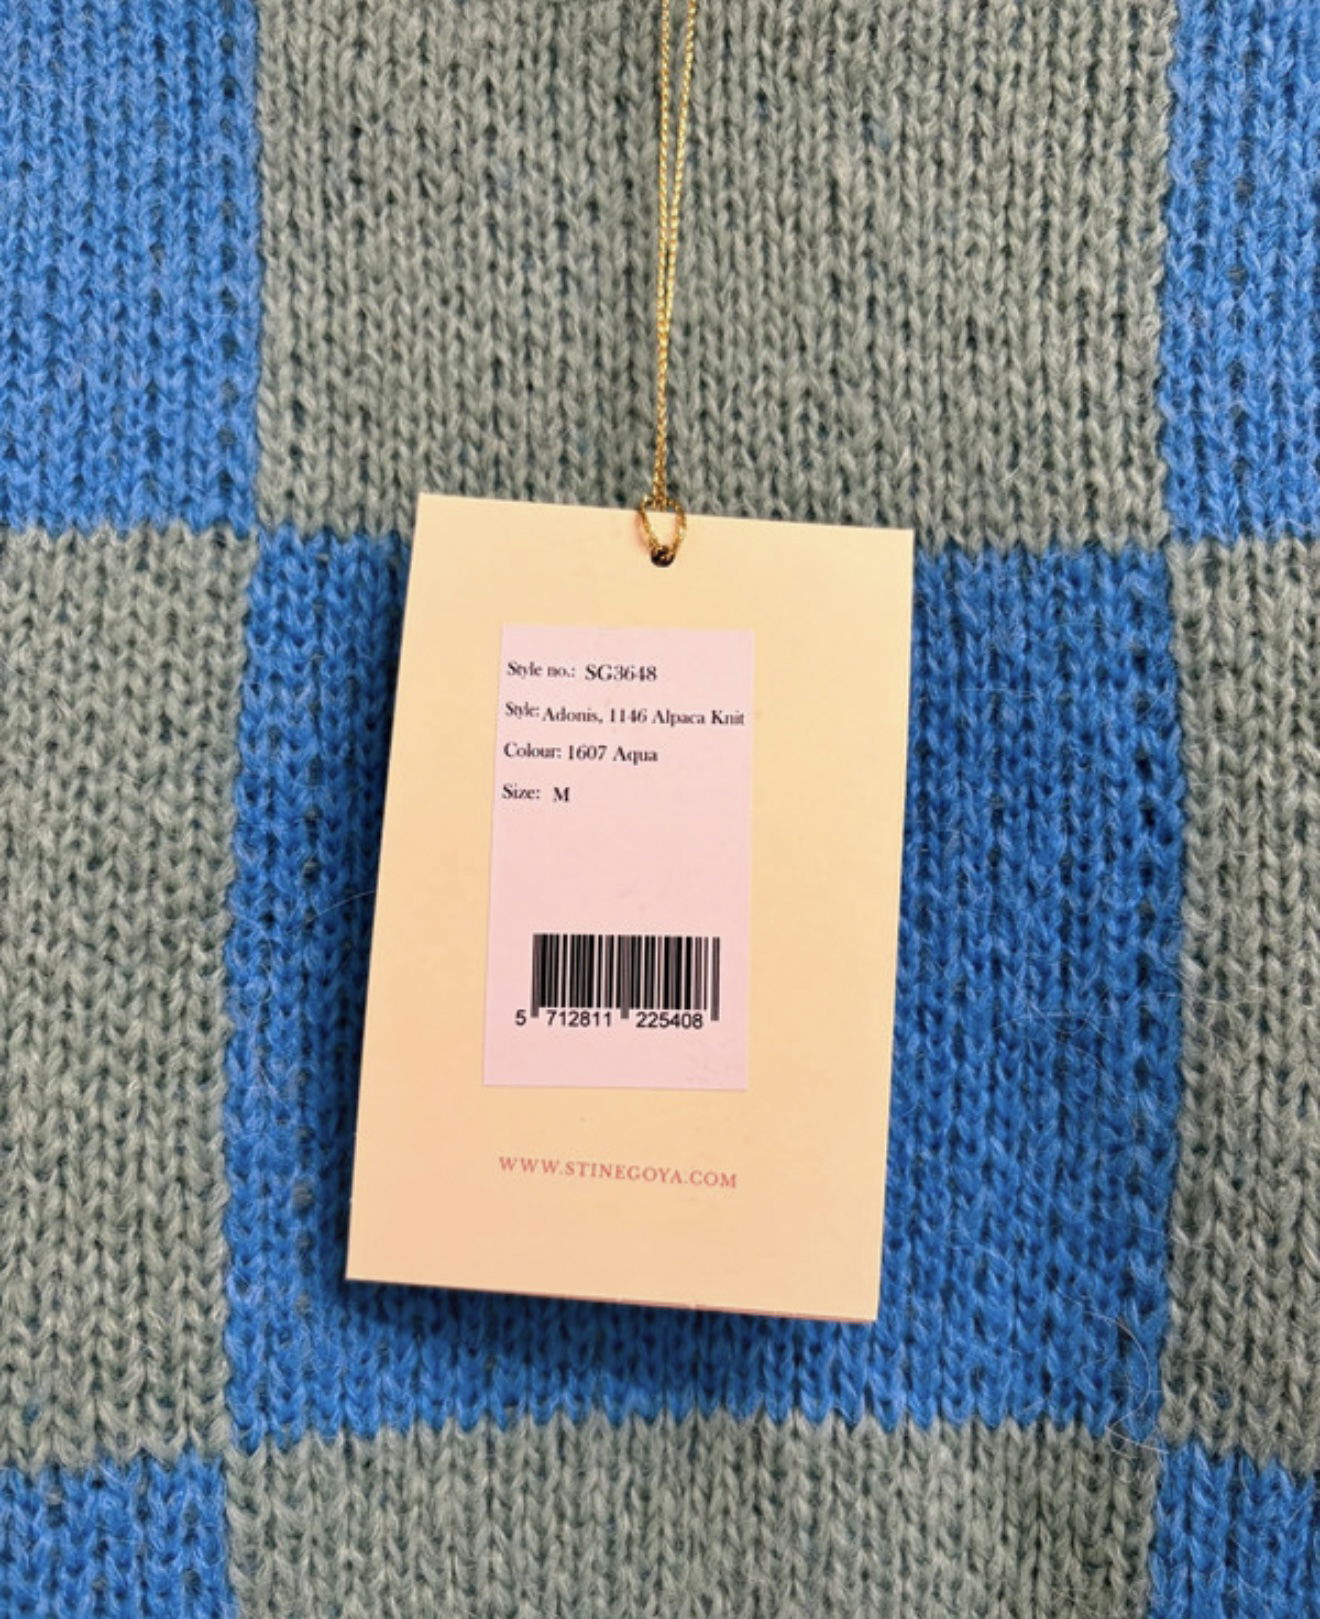 Style no.: SG3648
Style: Adonis, 1146 Alpaca Knit
Colour: 1607 Aqua
Size: M
5 712811 225408
WWW.STINEGOYA.COM